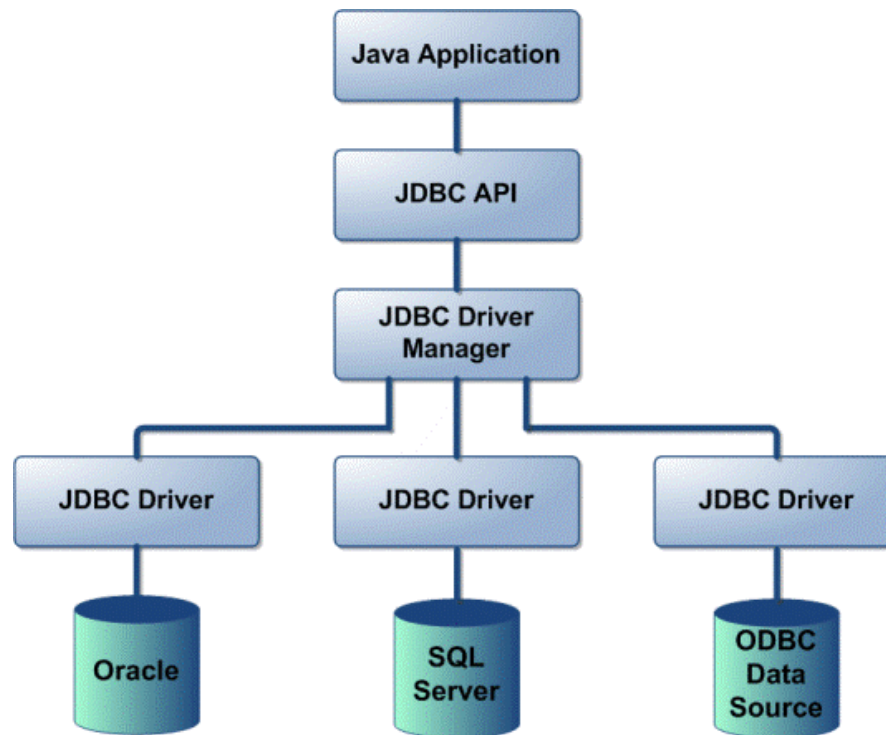 Java Application
JDBC API
JDBC Driver
Manager
JDBC Driver
JDBC Driver
JDBC Driver
Oracle
SQL
Server
ODBC
Data
Source